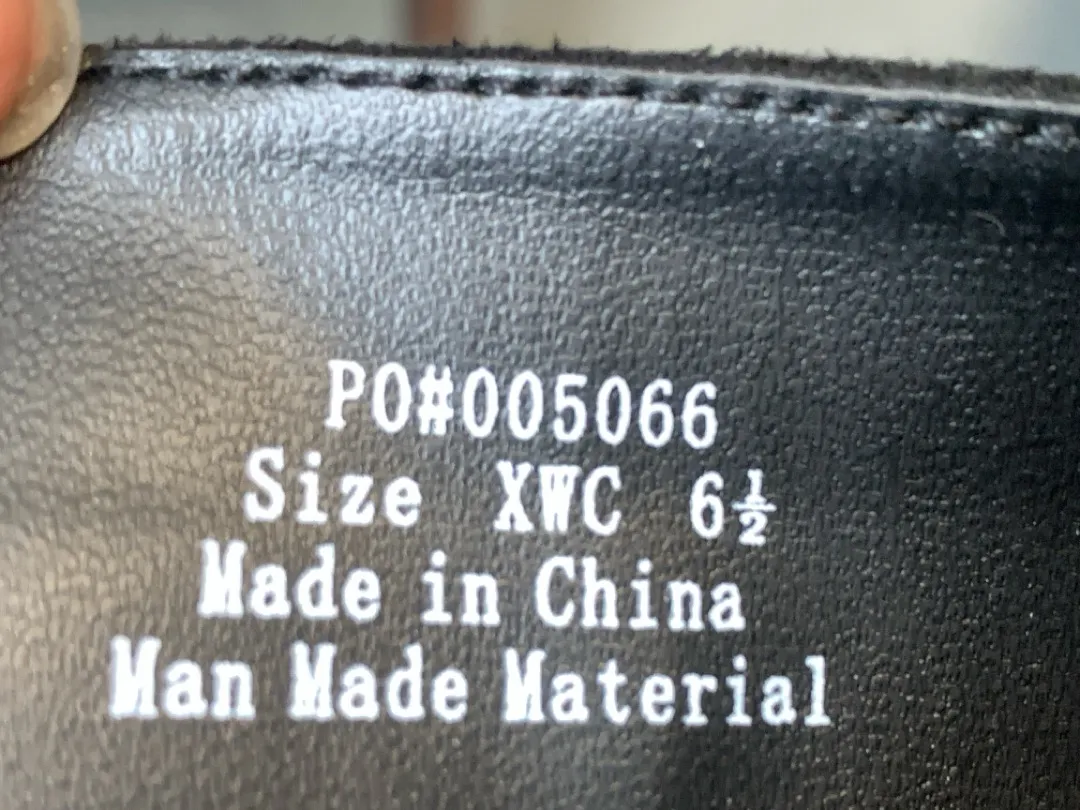 PO#005066
Size XWC 6½
Made in China
Man Made Material